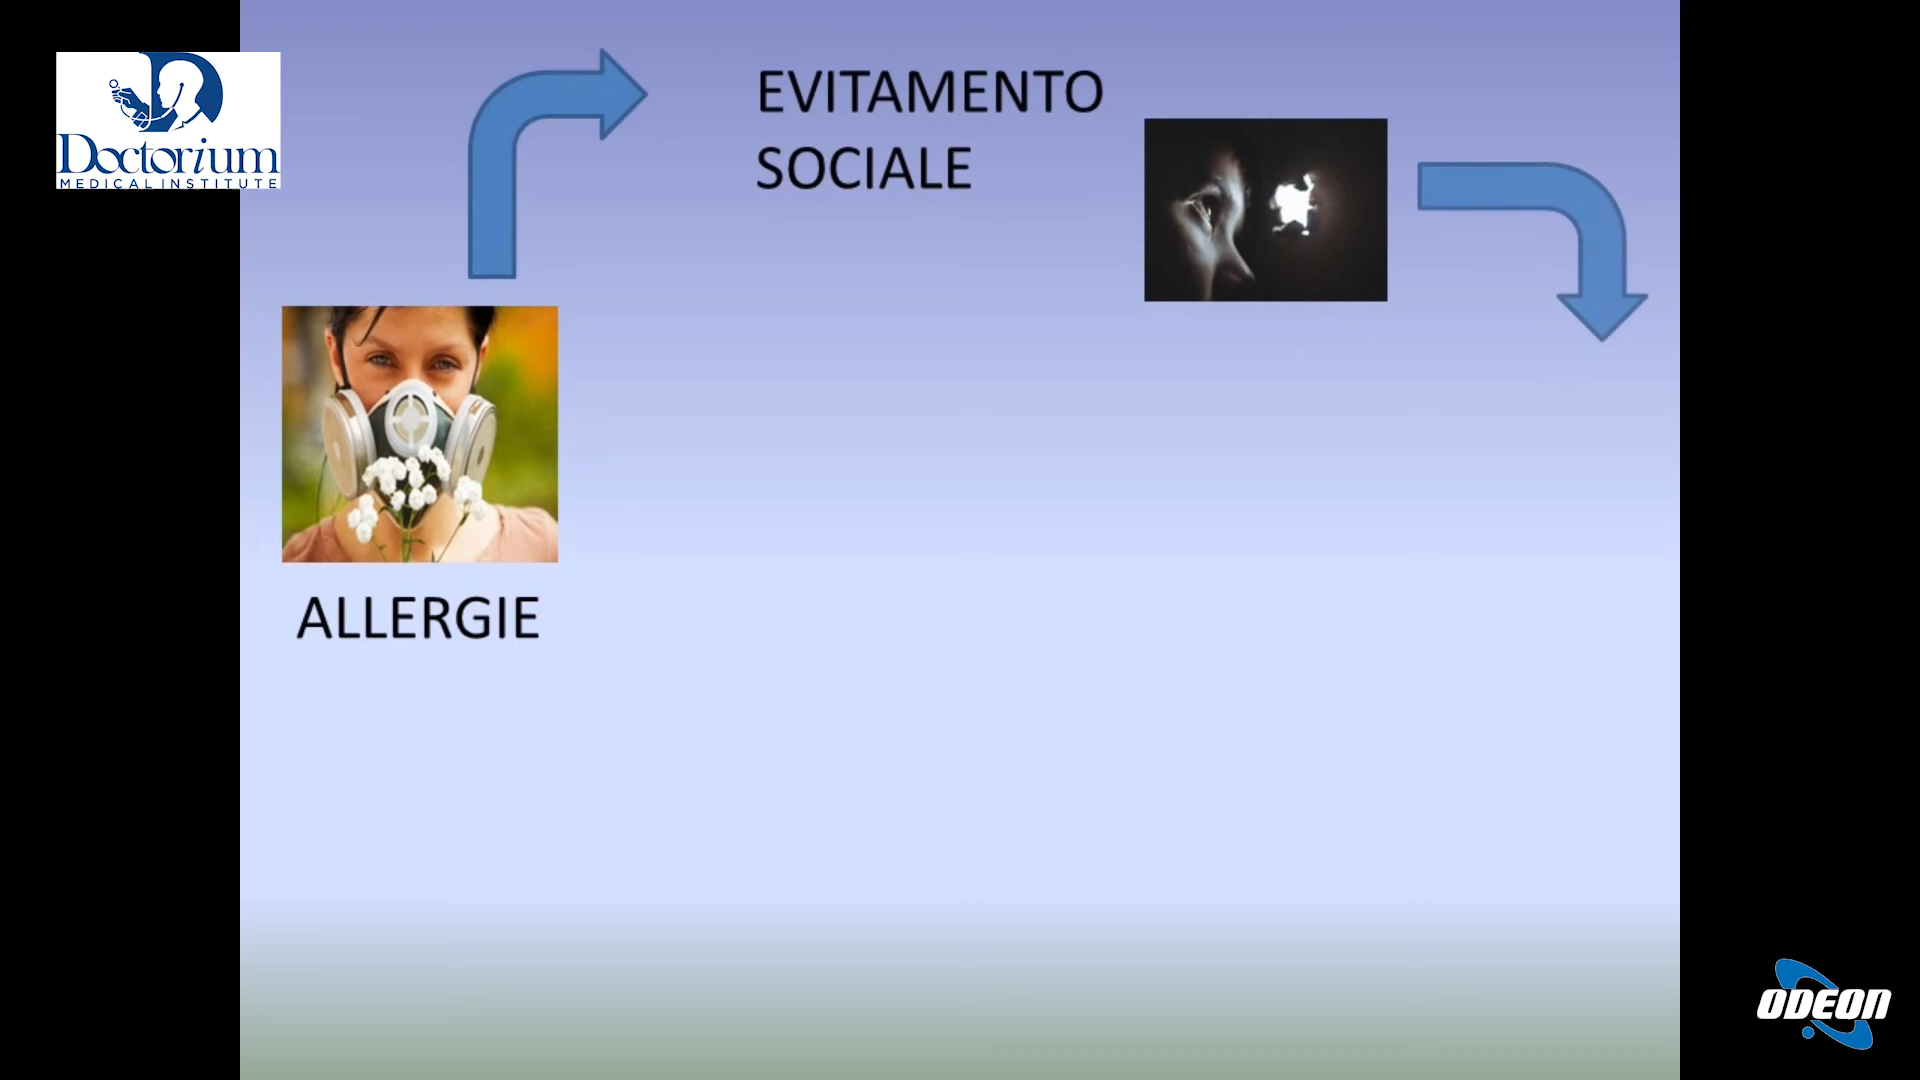 Doctorium
MEDICAL INSTITUTE
EVITAMENTO
SOCIALE
ALLERGIE
ODEON